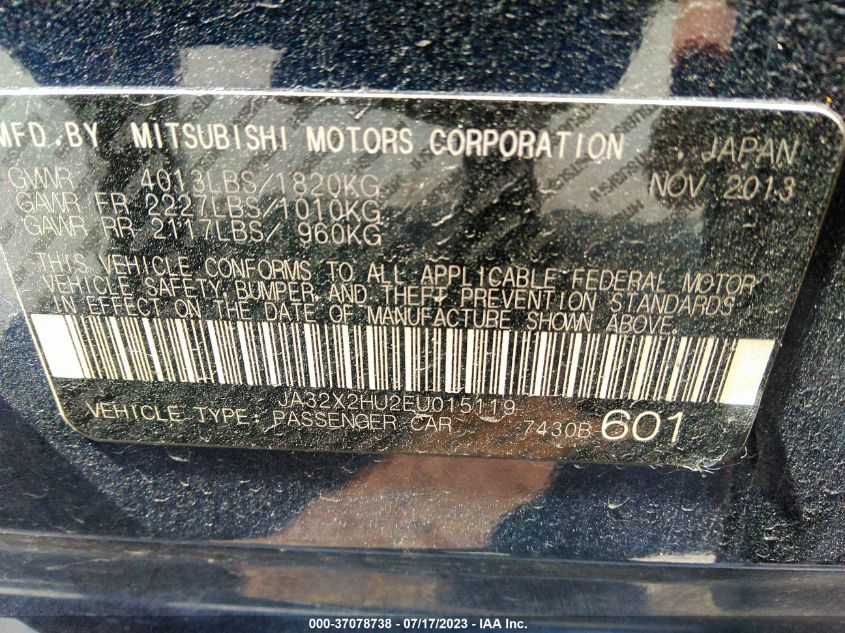 MFD.BY MITSUBISHI MOTORS CORPORATION JAPAN
GVWR 4013LBS/1820KG NOV 2013
GAWR FR 2227LBS/1010KG
GAWR RR 2117LBS/ 960KG
THIS VEHICLE CONFORMS TO ALL APPLICABLE FEDERAL MOTOR
VEHICLE SAFETY, BUMPER AND THEFT PREVENTION STANDARDS
IN EFFECT ON THE DATE OF MANUFACTURE SHOWN ABOVE.
JA32X2HU2EU015119
VEHICLE TYPE: PASSENGER CAR 7430B 601
000-37078738 - 07/17/2023 - IAA Inc.